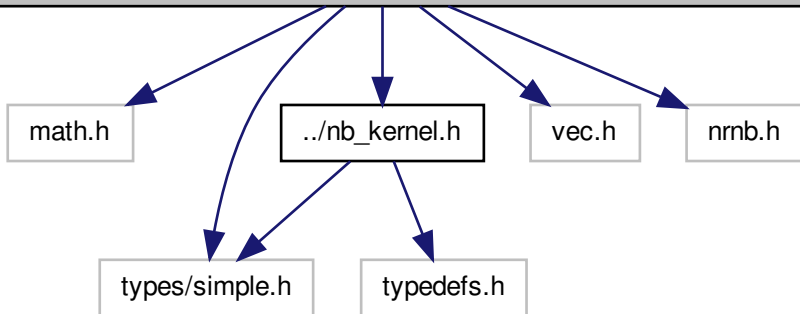 math.h
../nb_kernel.h
vec.h
nrnb.h
types/simple.h
typedefs.h